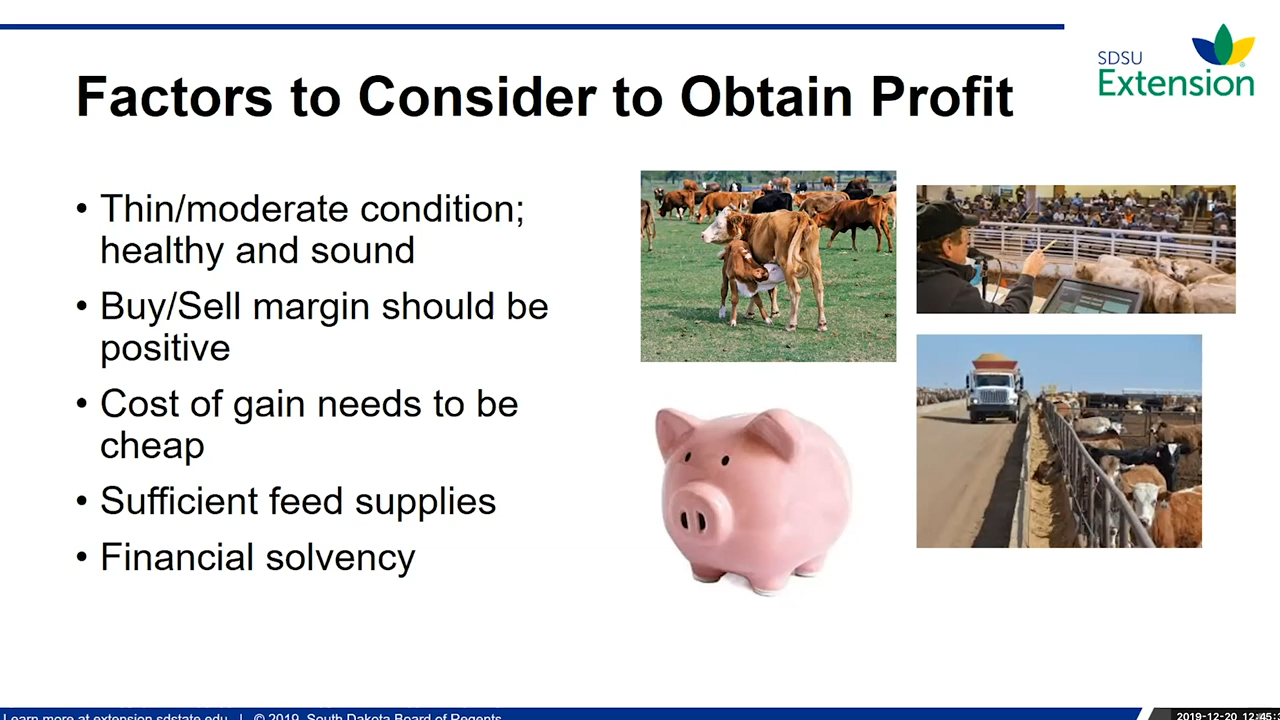 SDSU
Extension
Factors to Consider to Obtain Profit
• Thin/moderate condition;
healthy and sound
• Buy/Sell margin should be
positive
• Cost of gain needs to be
cheap
• Sufficient feed supplies
• Financial solvency
Learn more at extension.sdstate.edu | © 2019, South Dakota Board of Regents
2019-12-20 12:45: